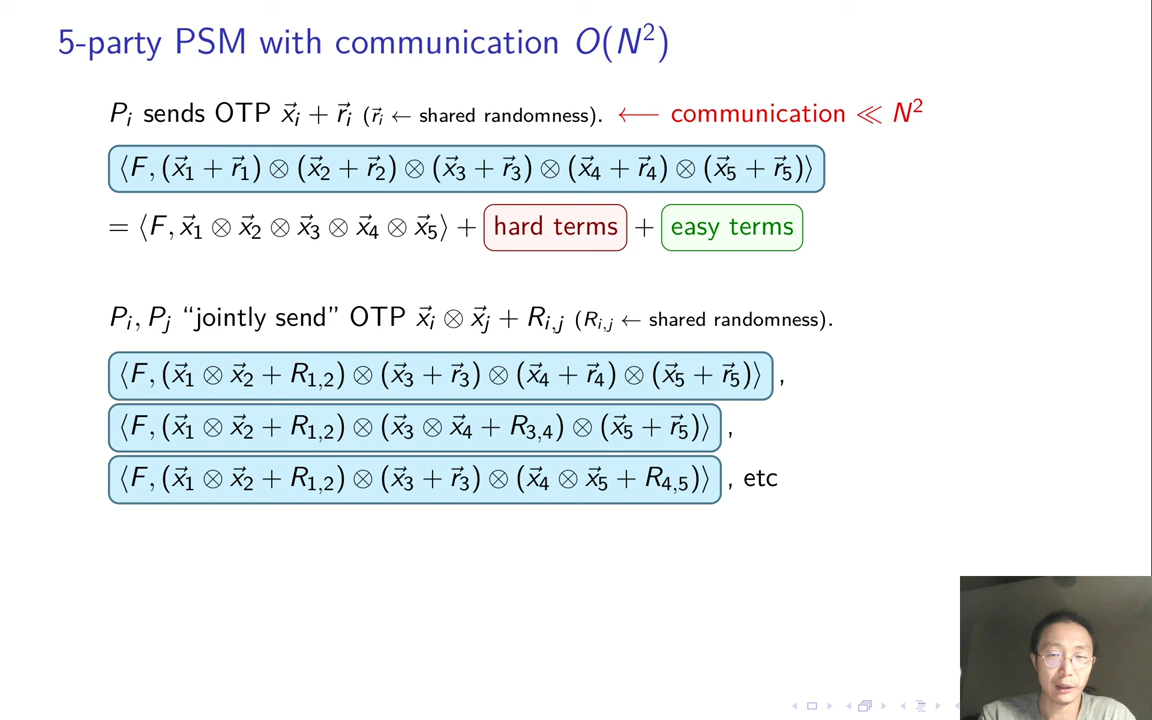 5-party PSM with communication O(N²)
Pᵢ sends OTP x⃗ᵢ + r⃗ᵢ (r⃗ᵢ ← shared randomness). ⟵ communication ≪ N²
⟨F, (x⃗₁ + r⃗₁) ⊗ (x⃗₂ + r⃗₂) ⊗ (x⃗₃ + r⃗₃) ⊗ (x⃗₄ + r⃗₄) ⊗ (x⃗₅ + r⃗₅)⟩
= ⟨F, x⃗₁ ⊗ x⃗₂ ⊗ x⃗₃ ⊗ x⃗₄ ⊗ x⃗₅⟩ + hard terms + easy terms
Pᵢ, Pⱼ “jointly send” OTP x⃗ᵢ ⊗ x⃗ⱼ + Rᵢ,ⱼ (Rᵢ,ⱼ ← shared randomness).
⟨F, (x⃗₁ ⊗ x⃗₂ + R₁,₂) ⊗ (x⃗₃ + r⃗₃) ⊗ (x⃗₄ + r⃗₄) ⊗ (x⃗₅ + r⃗₅)⟩ ,
⟨F, (x⃗₁ ⊗ x⃗₂ + R₁,₂) ⊗ (x⃗₃ ⊗ x⃗₄ + R₃,₄) ⊗ (x⃗₅ + r⃗₅)⟩ ,
⟨F, (x⃗₁ ⊗ x⃗₂ + R₁,₂) ⊗ (x⃗₃ + r⃗₃) ⊗ (x⃗₄ ⊗ x⃗₅ + R₄,₅)⟩ , etc